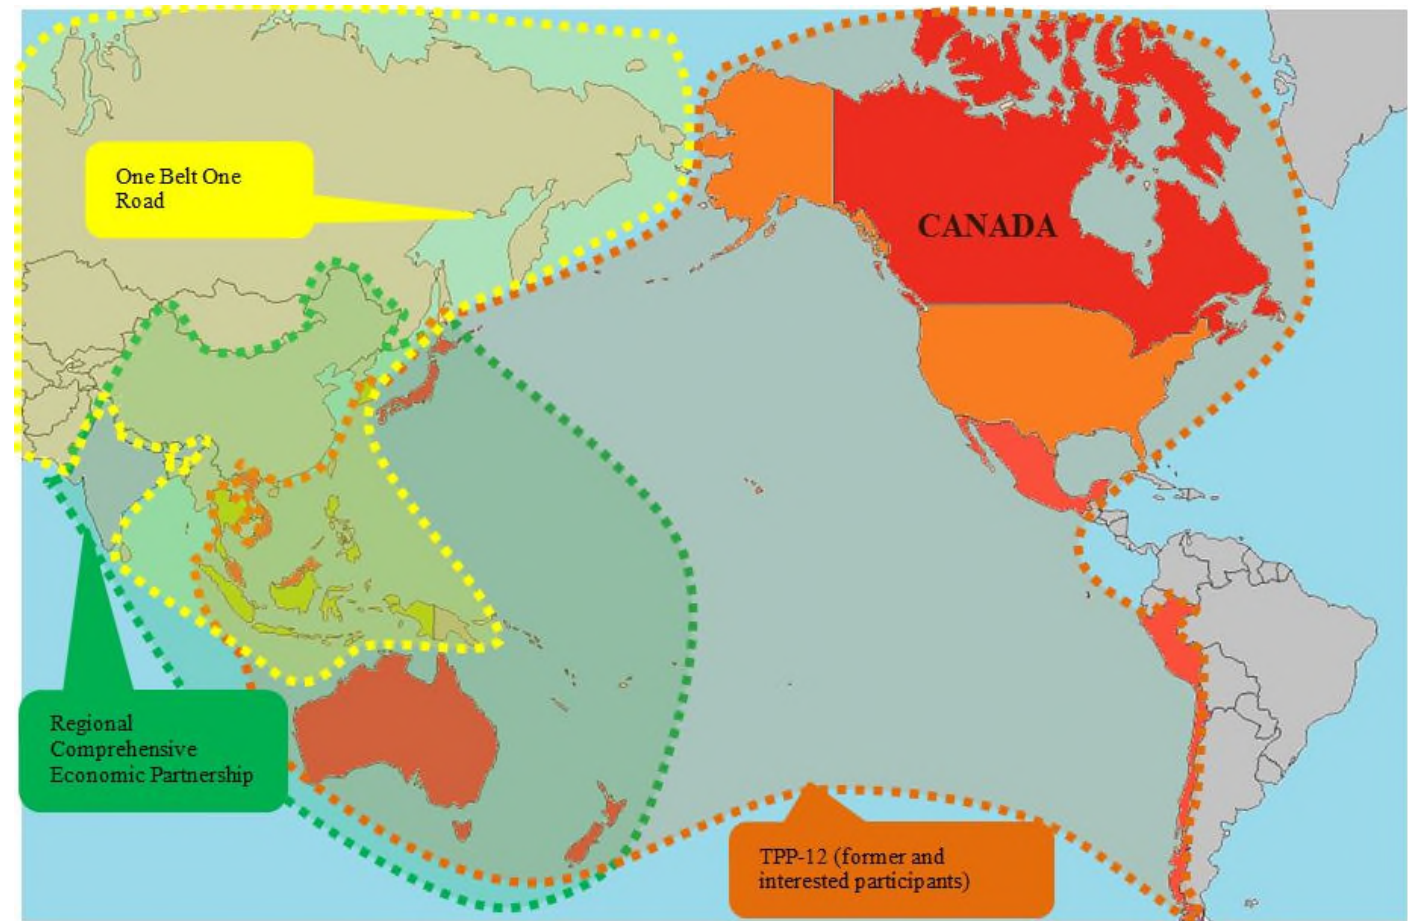 One Belt One
Road
CANADA
Regional
Comprehensive
Economic Partnership
TPP-12 (former and
interested participants)